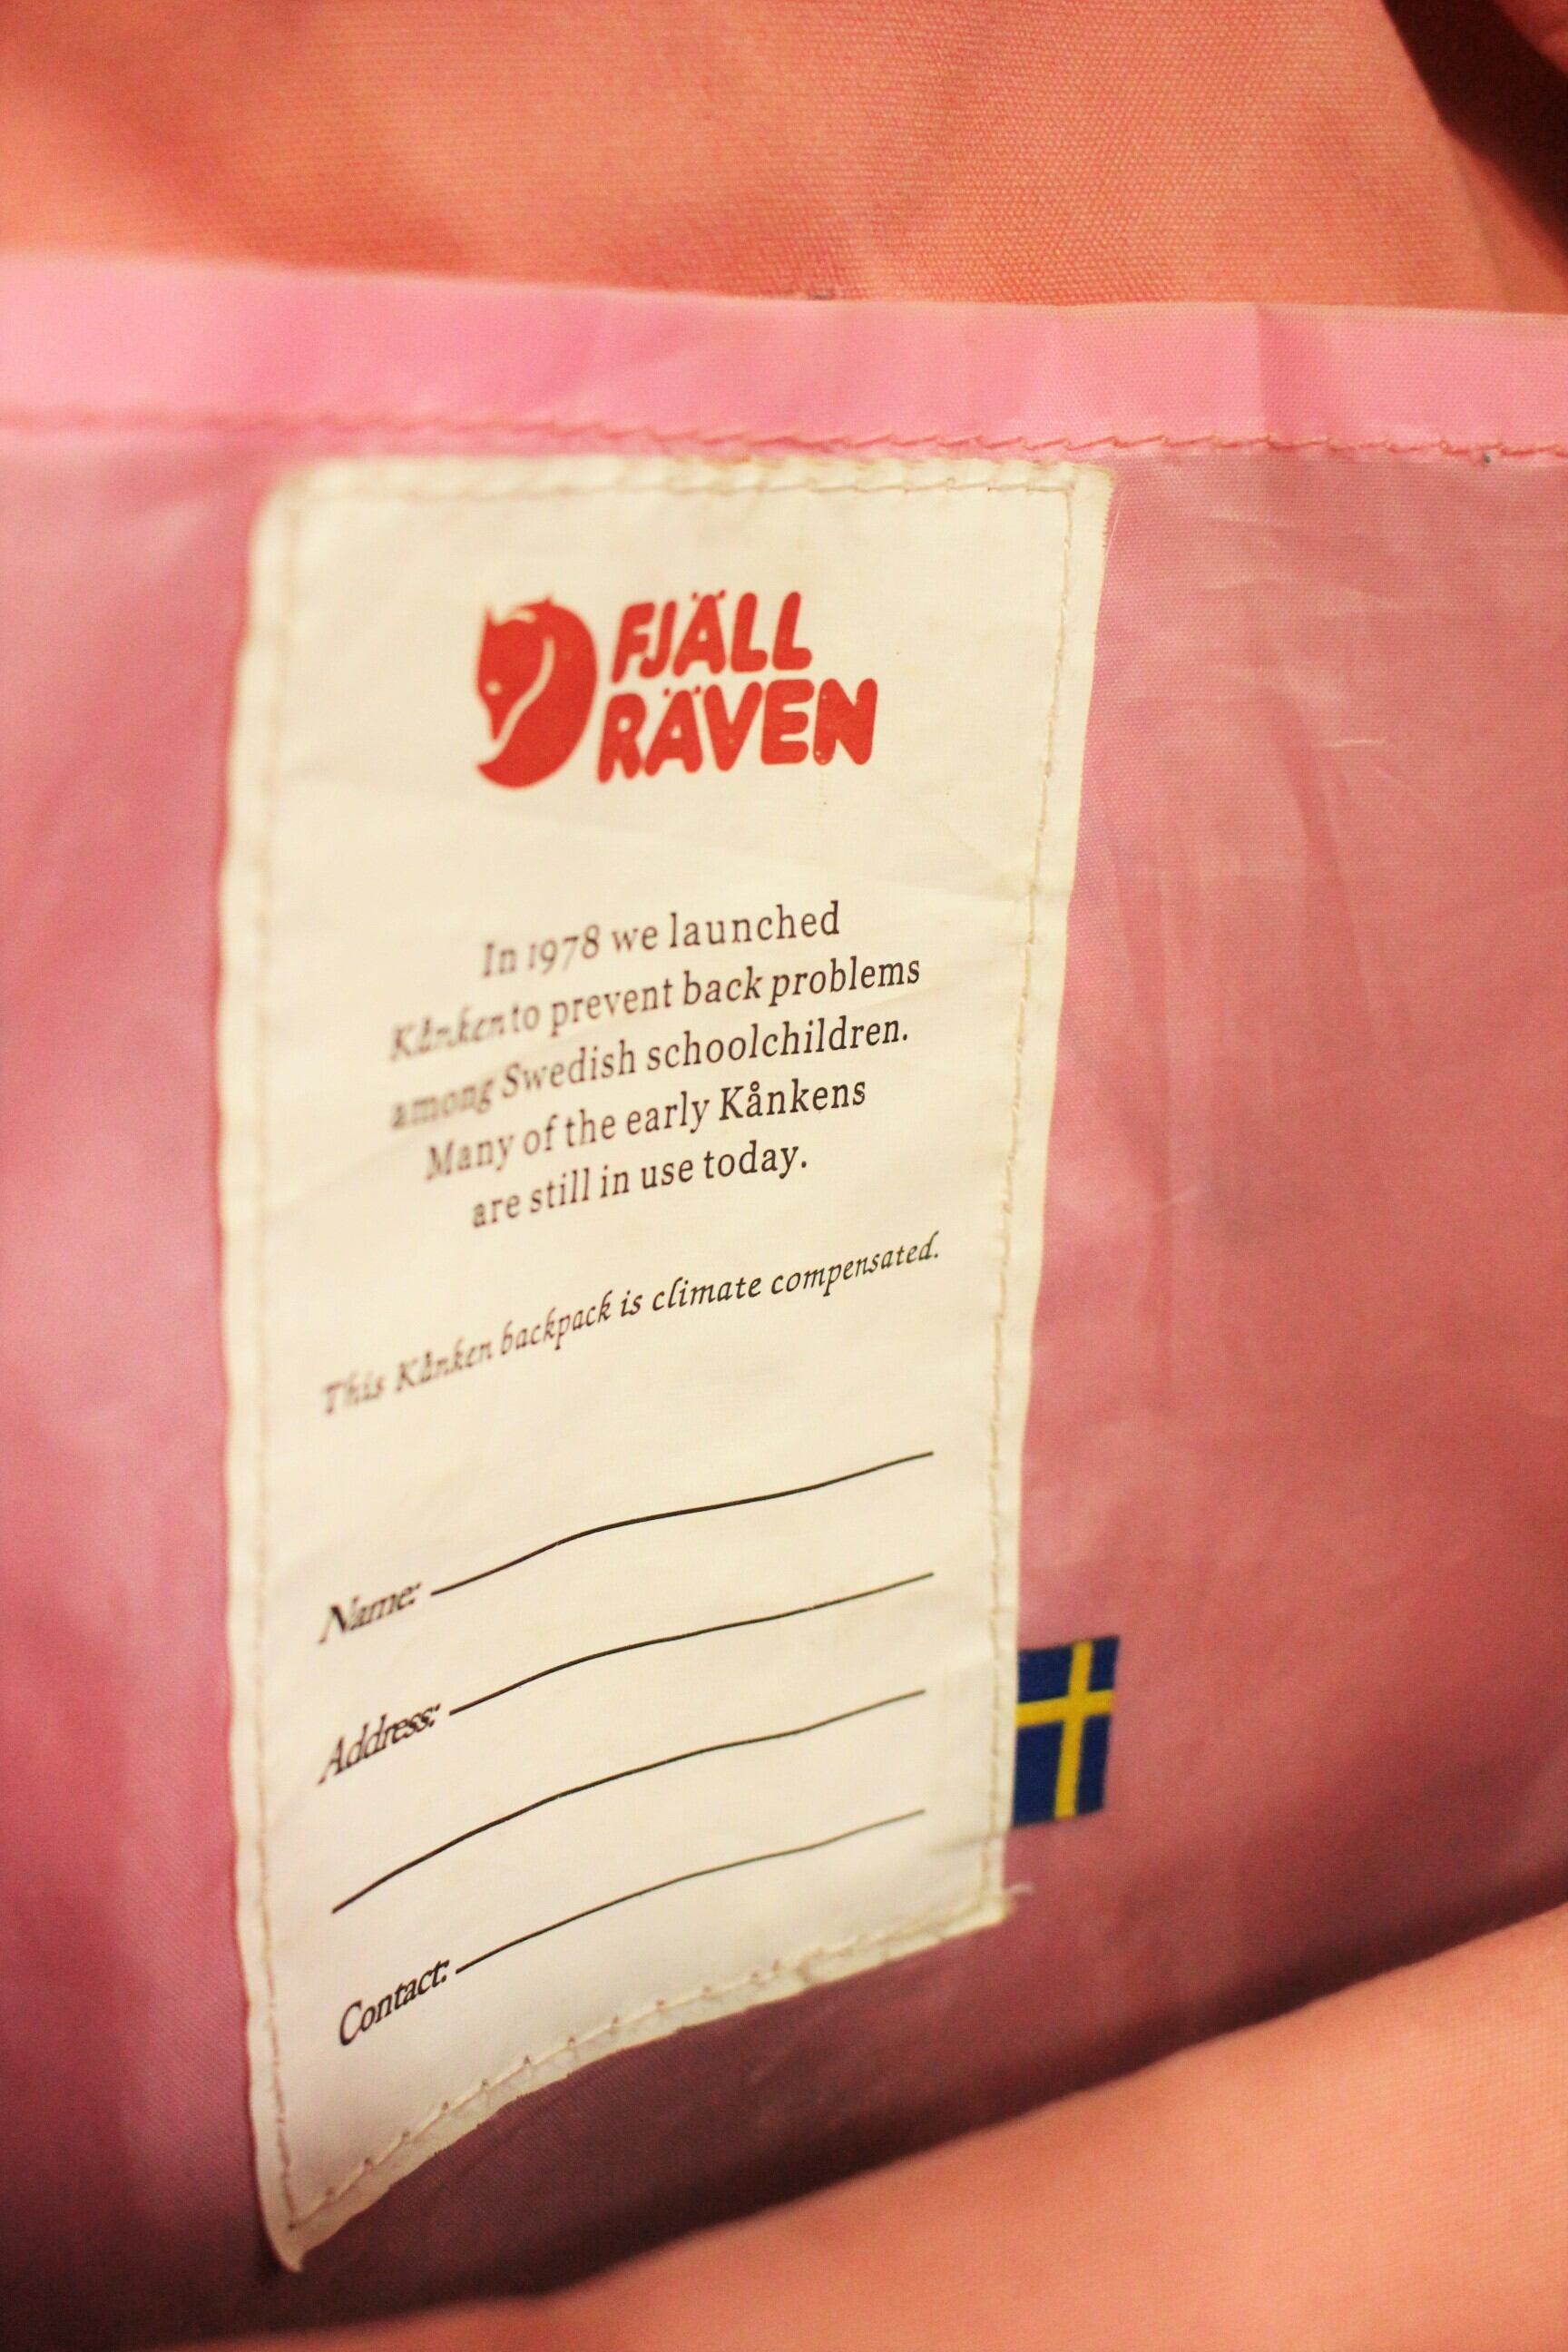 FJÄLL
RÄVEN
In 1978 we launched
Kånken to prevent back problems
among Swedish schoolchildren.
Many of the early Kånkens
are still in use today.
This Kånken backpack is climate compensated.
Name:
Address:
Contact: